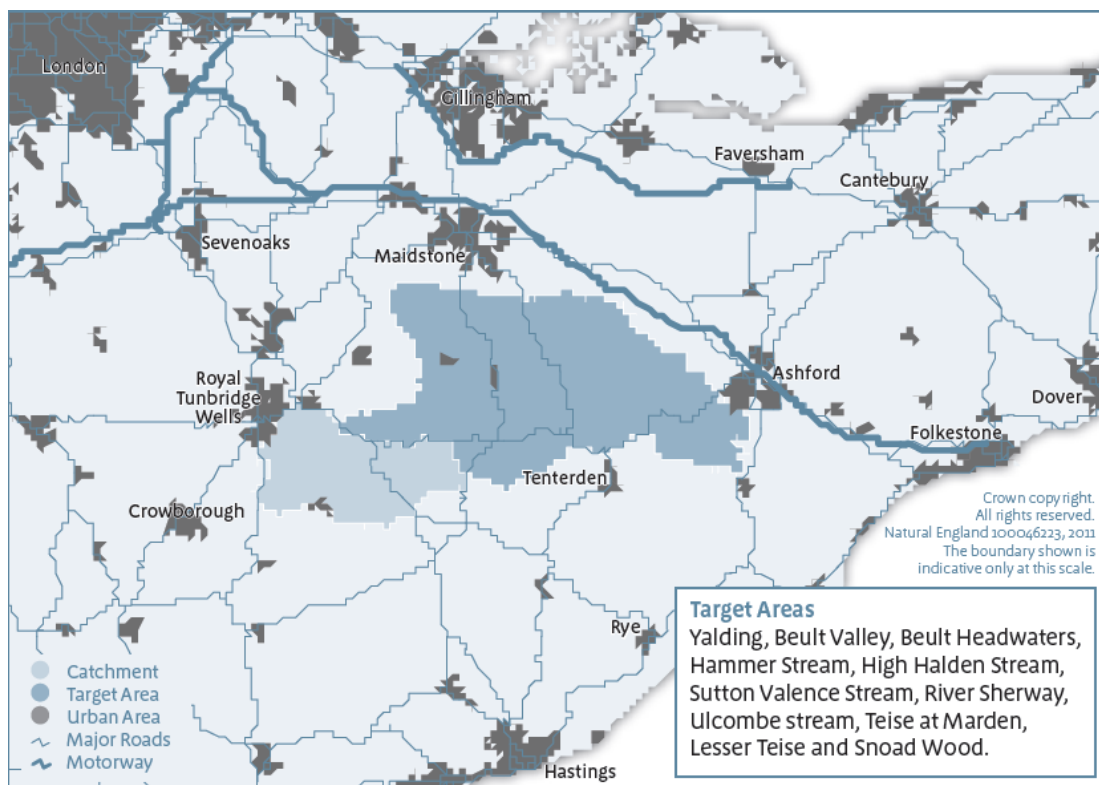 London
Gillingham
Faversham
Cantebury
Sevenoaks
Maidstone
Royal
Tunbridge
Wells
Ashford
Dover
Folkestone
Tenterden
Crowborough
Crown copyright.
All rights reserved.
Natural England 100046223, 2011
The boundary shown is
indicative only at this scale.
Rye
Hastings
Catchment
Target Area
Urban Area
Major Roads
Motorway
Target Areas
Yalding, Beult Valley, Beult Headwaters,
Hammer Stream, High Halden Stream,
Sutton Valence Stream, River Sherway,
Ulcombe stream, Teise at Marden,
Lesser Teise and Snoad Wood.